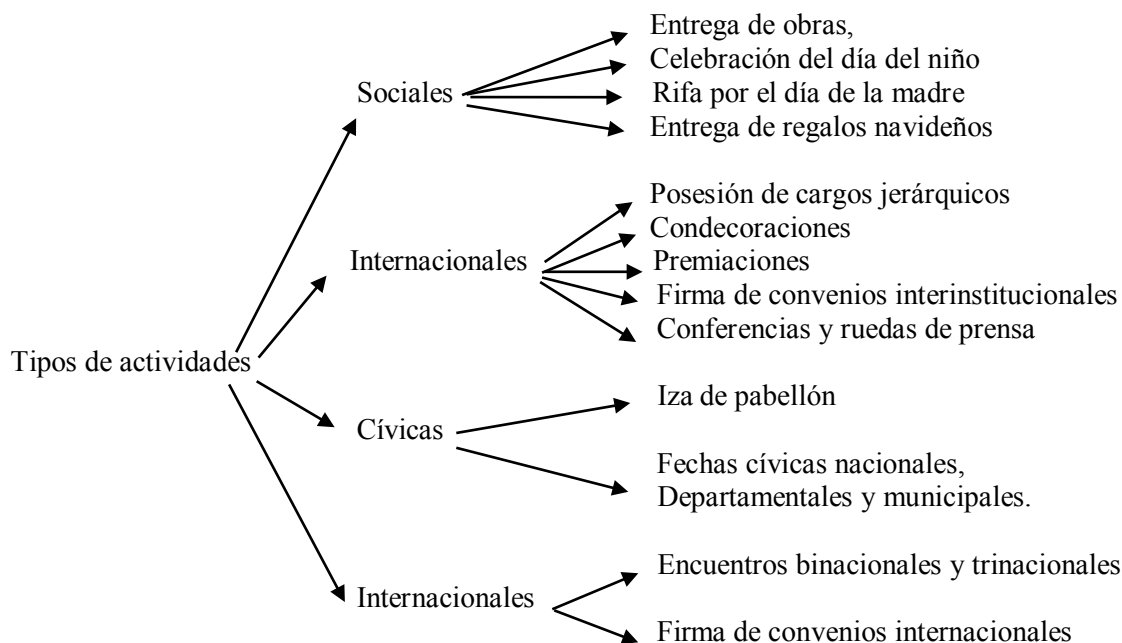 Entrega de obras,
Celebración del día del niño
Sociales
Rifa por el día de la madre
Entrega de regalos navideños
Posesión de cargos jerárquicos
Condecoraciones
Internacionales
Premiaciones
Firma de convenios interinstitucionales
Conferencias y ruedas de prensa
Tipos de actividades
Iza de pabellón
Cívicas
Fechas cívicas nacionales,
Departamentales y municipales.
Encuentros binacionales y trinacionales
Internacionales
Firma de convenios internacionales